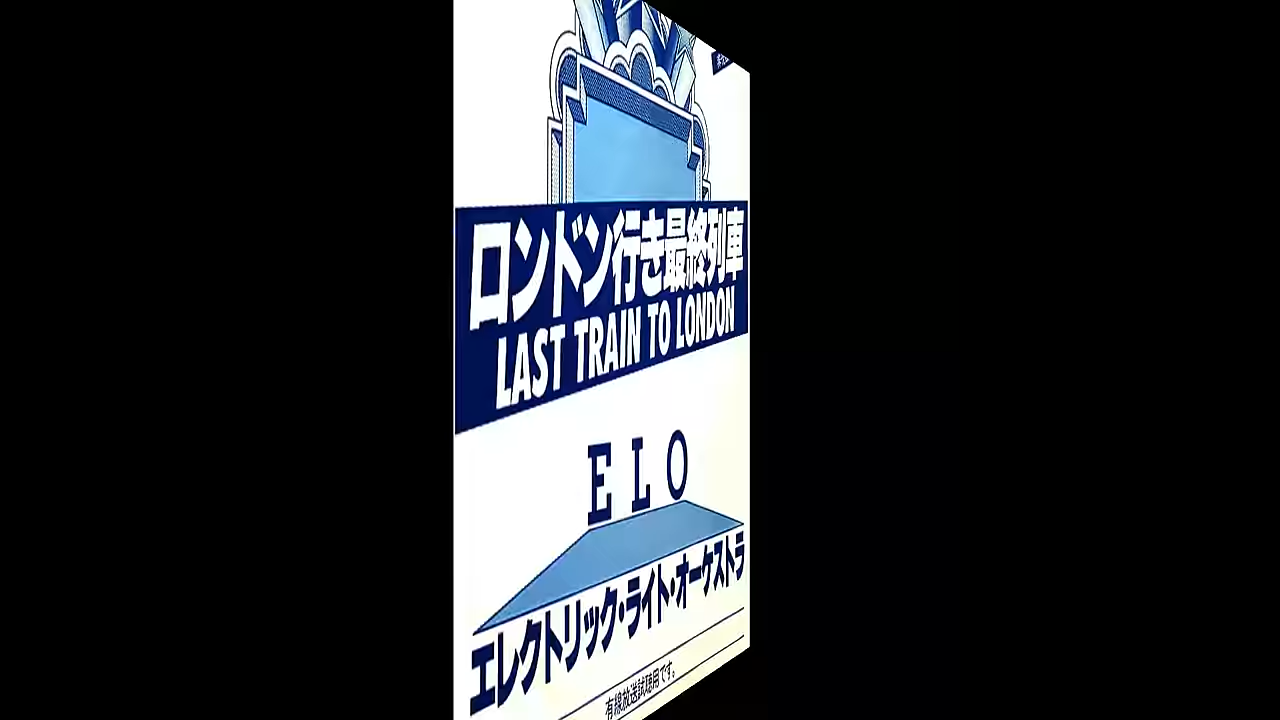 ロンドン行き最終列車
LAST TRAIN TO LONDON
E L O
エレクトリック・ライト・オーケストラ
有線放送試聴用です。